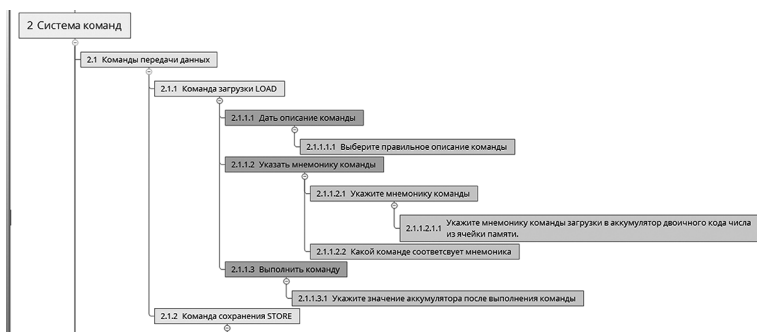 2 Система команд
2.1 Команды передачи данных
2.1.1 Команда загрузки LOAD
2.1.1.1 Дать описание команды
2.1.1.1.1 Выберите правильное описание команды
2.1.1.2 Указать мнемонику команды
2.1.1.2.1 Укажите мнемонику команды
2.1.1.2.1.1 Укажите мнемонику команды загрузки в аккумулятор двоичного кода числа
из ячейки памяти.
2.1.1.2.2 Какой команде соответсвует мнемоника
2.1.1.3 Выполнить команду
2.1.1.3.1 Укажите значение аккумулятора после выполнения команды
2.1.2 Команда сохранения STORE